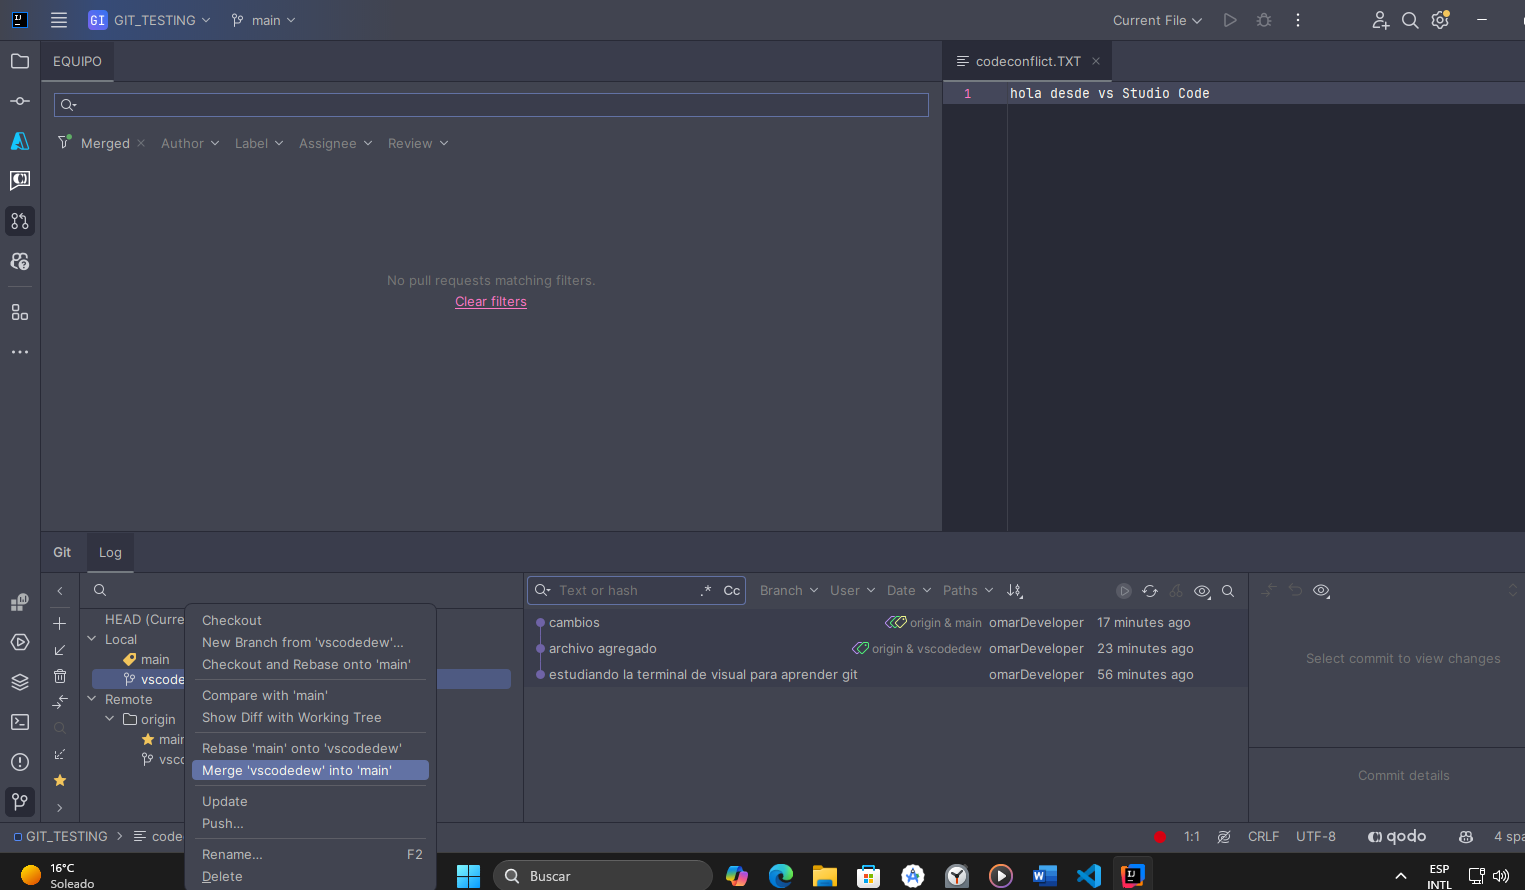 GI GIT_TESTING main Current File
EQUIPO
codeconflict.TXT
1 hola desde vs Studio Code
Merged Author Label Assignee Review
No pull requests matching filters.
Clear filters
Git Log
HEAD (Curre
Local
main
vscode
Remote
origin
main
vsco
Checkout
New Branch from 'vscodedew'...
Checkout and Rebase onto 'main'
Compare with 'main'
Show Diff with Working Tree
Rebase 'main' onto 'vscodedew'
Merge 'vscodedew' into 'main'
Update
Push...
Rename... F2
Delete
Text or hash .* Cc Branch User Date Paths
cambios origin & main omarDeveloper 17 minutes ago
archivo agregado origin & vscodedew omarDeveloper 23 minutes ago
estudiando la terminal de visual para aprender git omarDeveloper 56 minutes ago
Select commit to view changes
Commit details
GIT_TESTING code 1:1 CRLF UTF-8 qodo 4 spa
16°C
Soleado
Buscar
ESP
INTL